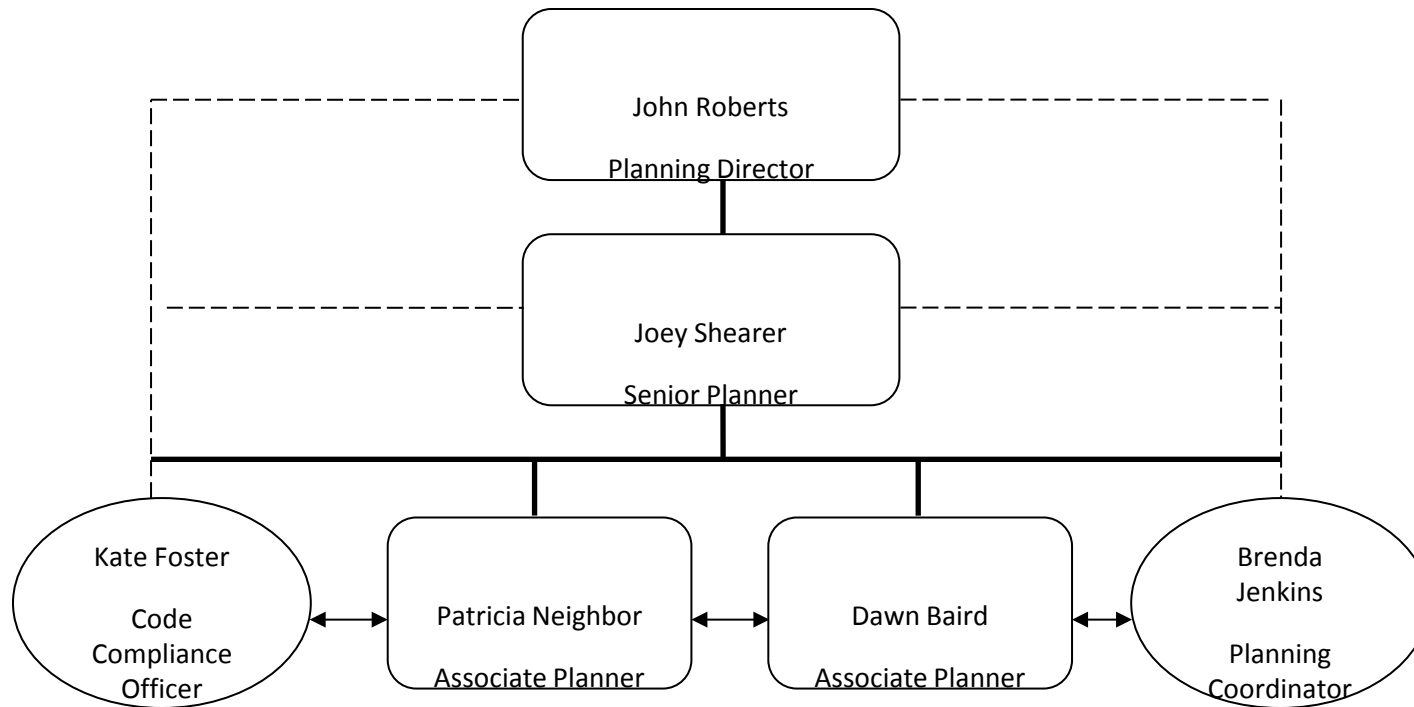 John Roberts
Planning Director
Joey Shearer
Senior Planner
Kate Foster
Code
Compliance
Officer
Patricia Neighbor
Associate Planner
Dawn Baird
Associate Planner
Brenda
Jenkins
Planning
Coordinator